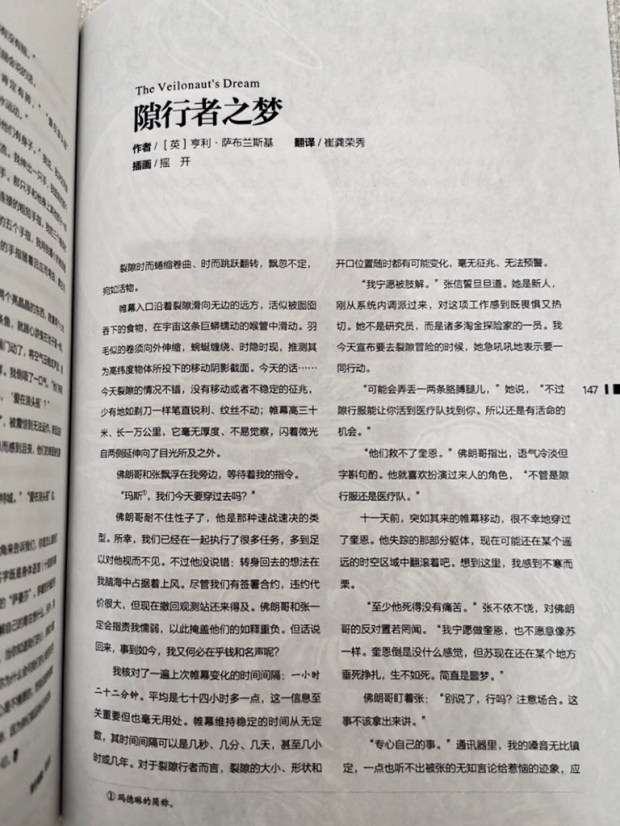 The Veilonaut's Dream
隙行者之梦
作者/［英］亨利·萨布兰斯基　翻译/崔龚荣秀
插画/摇　开
裂隙时而蜷缩卷曲、时而跳跃翻转，飘忽不定，
宛如活物。
帷幕入口沿着裂隙滑向无边的远方，活似被囫囵
吞下的食物，在宇宙这条巨蟒蠕动的喉管中滑动。羽
毛似的卷须向外伸缩，蜿蜒缠绕、时隐时现，推测其
为高纬度物体所投下的移动阴影截面。今天的话……
今天裂隙的情况不错，没有移动或者不稳定的征兆，
少有地如剃刀一样笔直锐利、纹丝不动；帷幕高三十
米、长一万公里，它毫无厚度、不易觉察，闪着微光
自两侧延伸向了目光所及之外。
佛朗哥和张飘浮在我旁边，等待着我的指令。
“玛斯①，我们今天要穿过去吗？”
佛朗哥耐不住性子了，他是那种速战速决的类
型。所幸，我们已经在一起执行了很多任务，多到足
以对他视而不见。不过他没说错：转身回去的想法在
我脑海中占据着上风。尽管我们有签署合约，违约代
价很大，但现在撤回观测站还来得及。佛朗哥和张一
定会指责我懦弱，以此掩盖他们的如释重负。但话说
回来，事到如今，我又何必在乎钱和名声呢？
我核对了一遍上次帷幕变化的时间间隔：一小时
二十二分钟。平均是七十四小时多一点，这一信息至
关重要但也毫无用处。帷幕维持稳定的时间从无定
数，其时间间隔可以是几秒、几分、几天，甚至几小
时或几年。对于裂隙行者而言，裂隙的大小、形状和
开口位置随时都有可能变化，毫无征兆、无法预警。
“我宁愿被肢解。”张信誓旦旦道。她是新人，
刚从系统内调派过来，对这项工作感到既畏惧又热
切。她不是研究员，而是诸多淘金探险家的一员。我
今天宣布要去裂隙冒险的时候，她急吼吼地表示要一
同行动。
“可能会弄丢一两条胳膊腿儿，”她说，“不过
隙行服能让你活到医疗队找到你。所以还是有活命的
机会。”
“他们救不了奎恩。”佛朗哥指出，语气冷淡但
字斟句酌。他就喜欢扮演过来人的角色，“不管是隙
行服还是医疗队。”
十一天前，突如其来的帷幕移动，很不幸地穿过
了奎恩。他失踪的那部分躯体，现在可能还在某个遥
远的时空区域中翻滚着吧。想到这里，我感到不寒而
栗。
“至少他死得没有痛苦。”张不依不饶，对佛朗
哥的反对置若罔闻。“我宁愿做奎恩，也不愿意像苏
一样。奎恩倒是没什么感觉，但苏现在还在某个地方
垂死挣扎，生不如死。简直是噩梦。”
佛朗哥盯着张：“别说了，行吗？注意场合。这
事不该拿出来讲。”
“专心自己的事。”通讯器里，我的嗓音无比镇
定，一点也听不出被张的无知言论给惹恼的迹象，应
147
①玛德琳的简称。